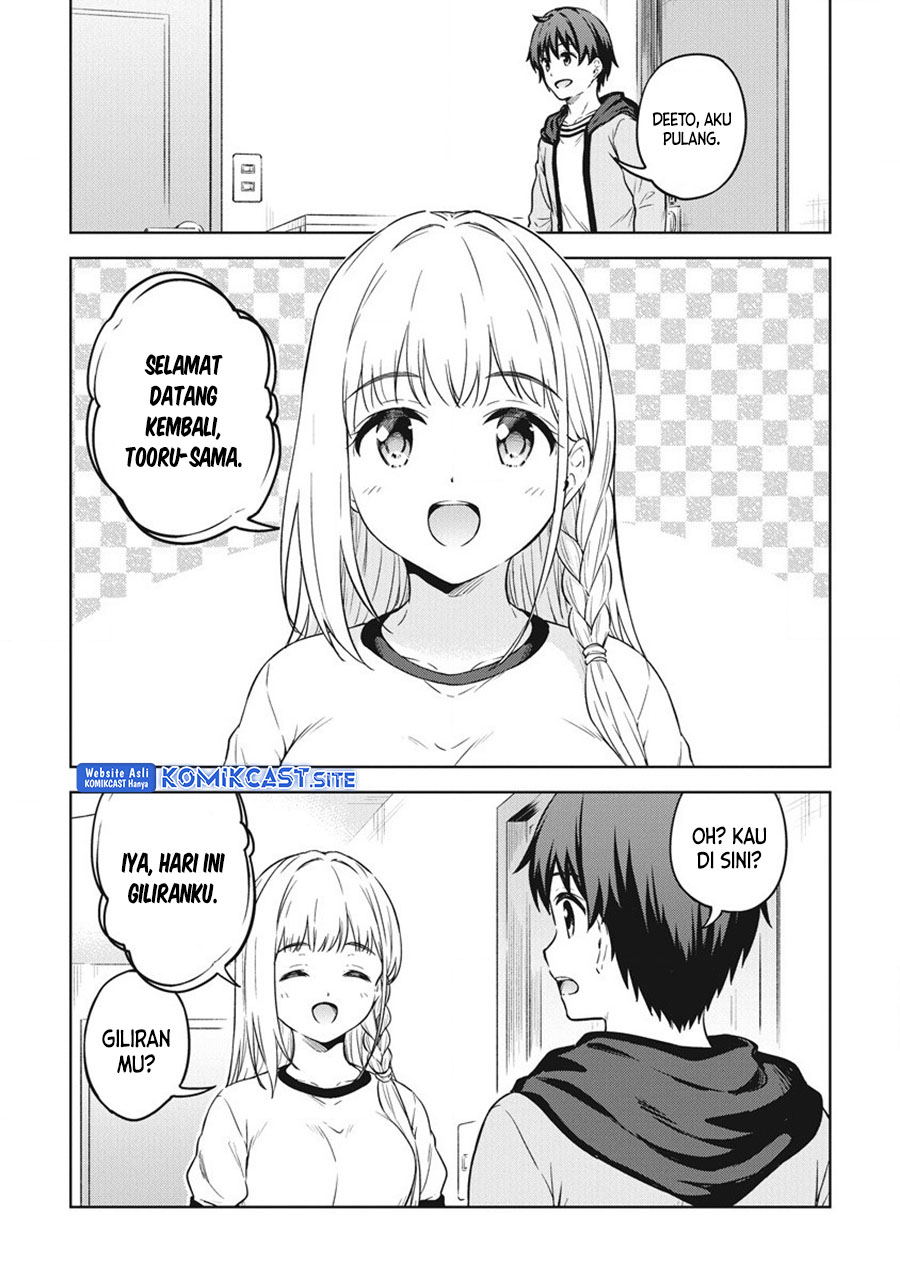 DEETO, AKU
PULANG.
SELAMAT
DATANG
KEMBALI,
TOORU-SAMA.
Website Asli
KOMIKCAST Hanya
KOMIKCAST.SITE
OH? KAU
DI SINI?
IYA, HARI INI
GILIRANKU.
GILIRAN
MU?